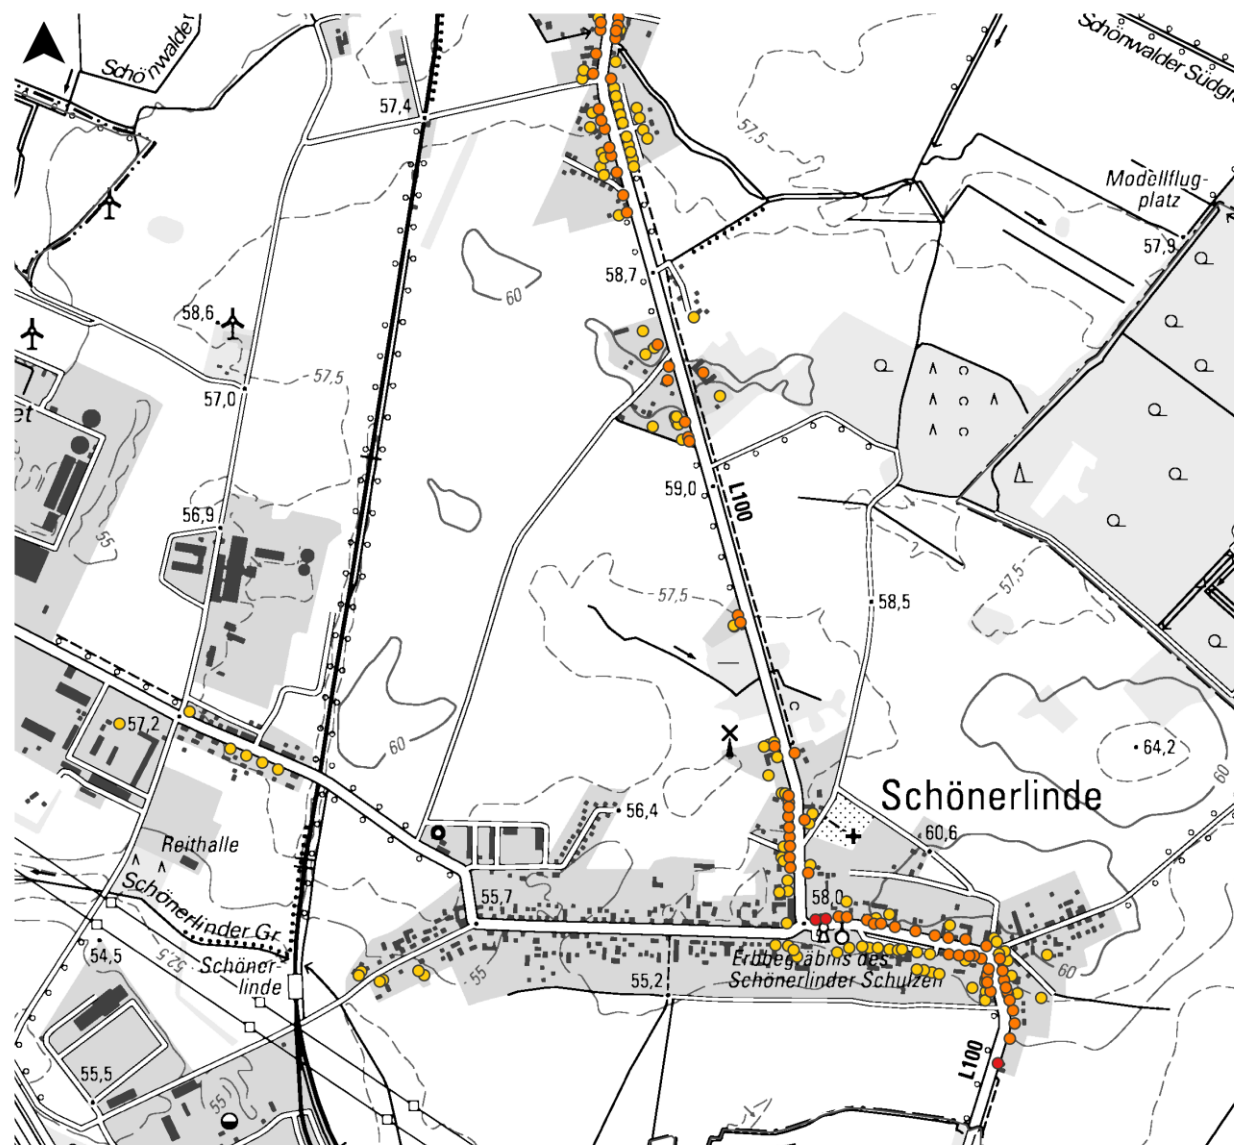 Schönwalder
Schönwalder Südgra
57,4
57,5
Modellflug-
platz
57,9
58,7
60
58,6
57,5
57,0
et
59,0
L100
56,9
55
57,5
57,5
58,5
57,2
60
64,2
60
Schönerlinde
56,4
60,6
Reithalle
55,7
58,0
Schönerlinder Gr.
54,5
52,5
Schöner-
linde
55
55,2
Erbbegräbnis des
Schönerlinder Schulzen
60
L100
55,5
55